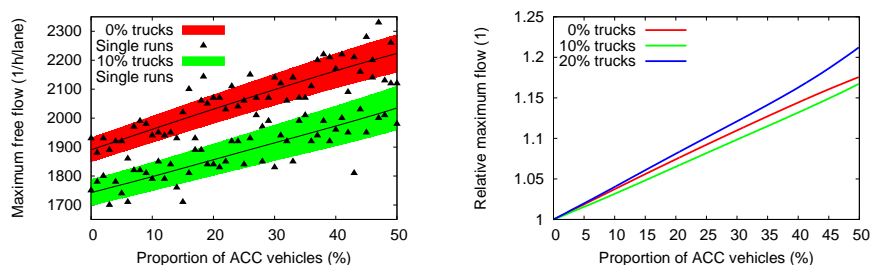 Maximum free flow (1/h/lane)
2300
2200
2100
2000
1900
1800
1700
0% trucks
Single runs
10% trucks
Single runs
0 10 20 30 40 50
Proportion of ACC vehicles (%)
Relative maximum flow (1)
1.25
1.2
1.15
1.1
1.05
1
0% trucks
10% trucks
20% trucks
0 5 10 15 20 25 30 35 40 45 50
Proportion of ACC vehicles (%)